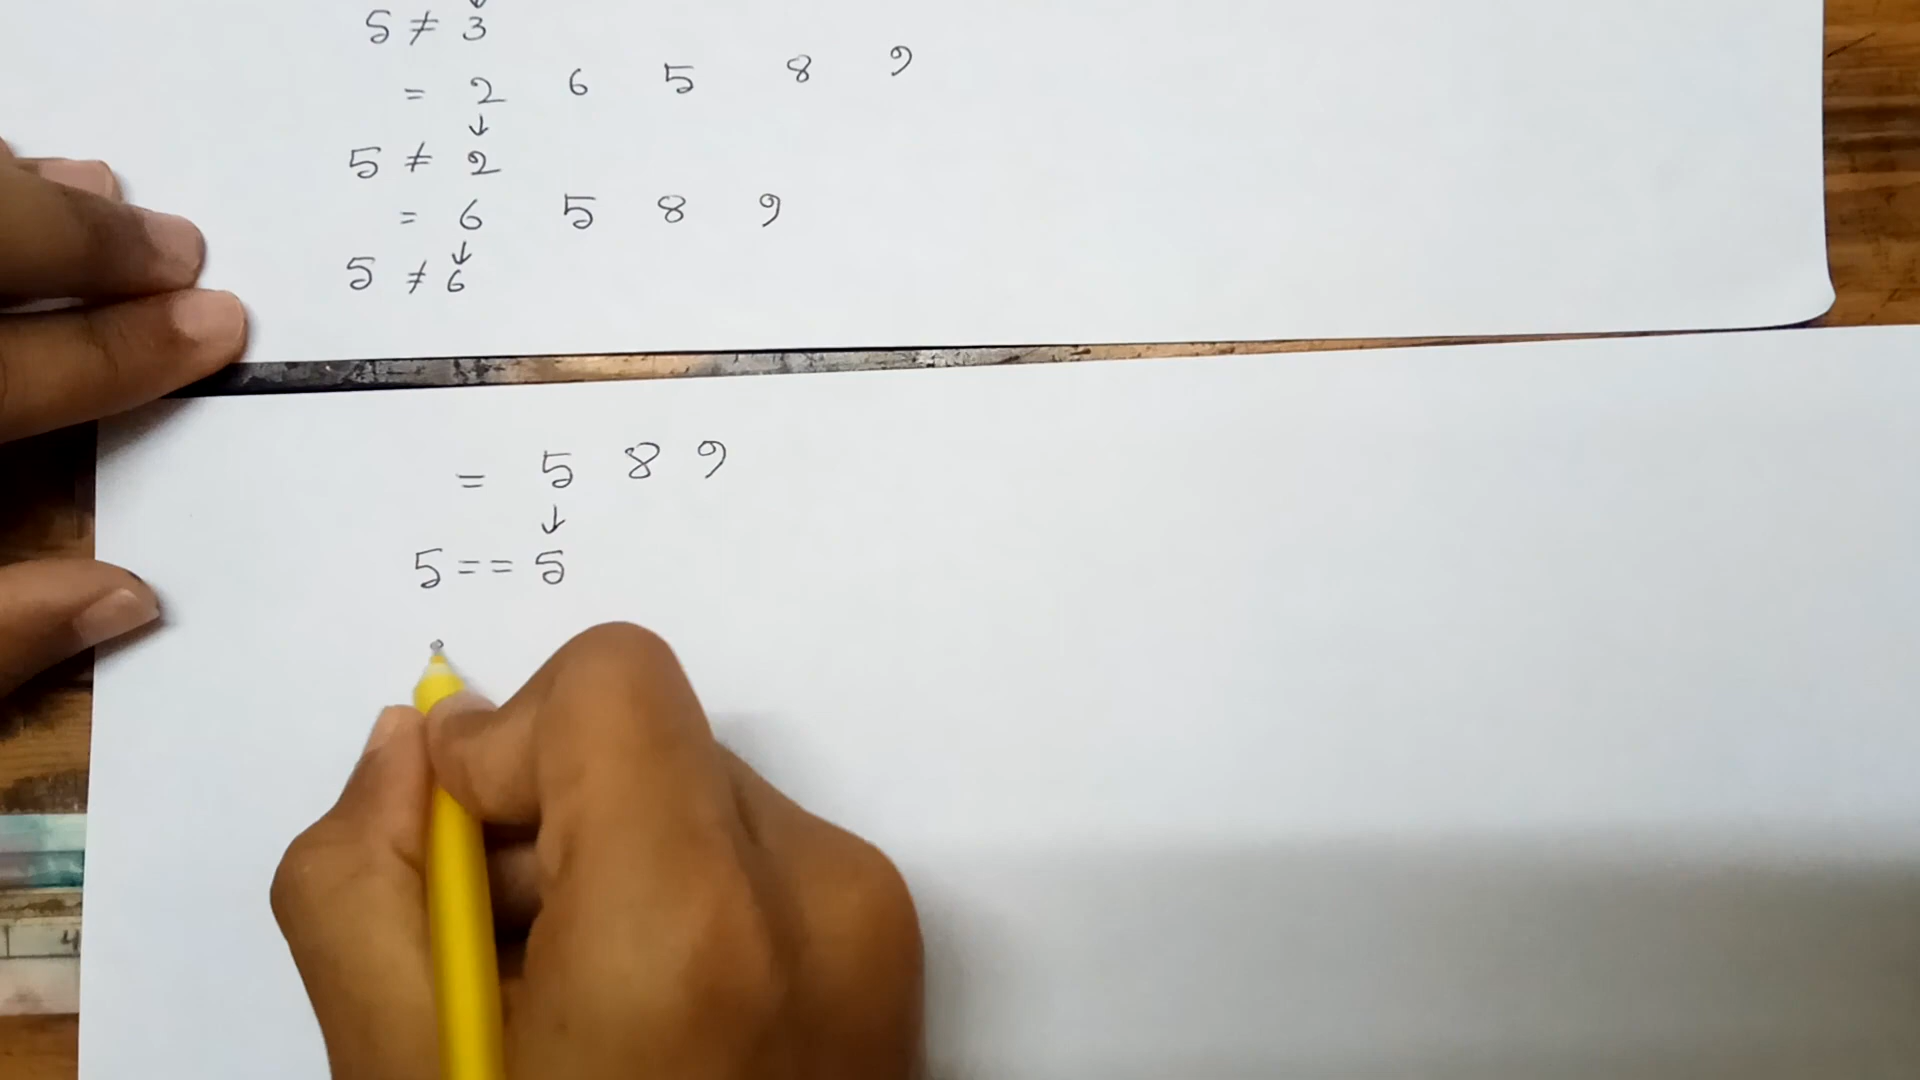 5 ≠ 3
= 2 6 5 8 9
↓
5 ≠ 2
= 6 5 8 9
↓
5 ≠ 6
= 5 8 9
↓
5 == 5
4